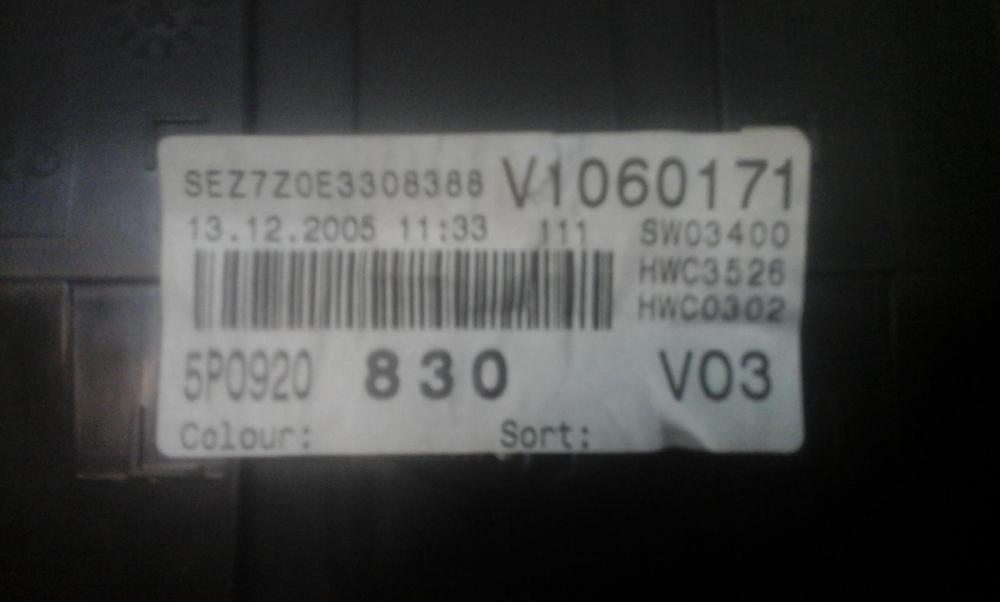 SEZ7Z0E3308388 V1060171
13.12.2005 11:33 111 SW03400
HWC3526
HWC0302
5P0920 830 V03
Colour: Sort: